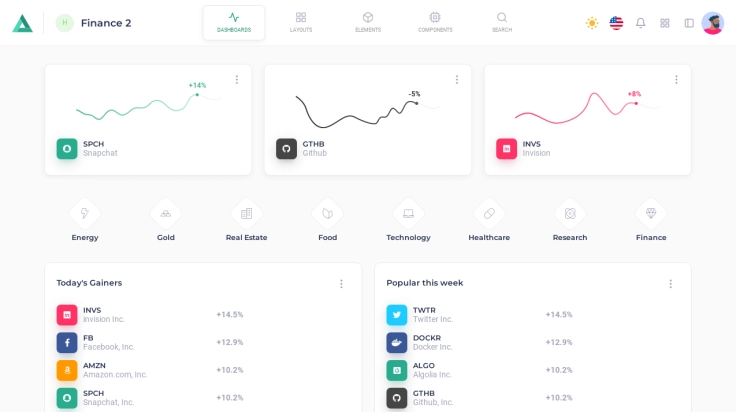 H
Finance 2
DASHBOARDS
LAYOUTS
ELEMENTS
COMPONENTS
SEARCH
+14%
SPCH
Snapchat
-5%
GTHB
Github
+8%
INVS
Invision
Energy
Gold
Real Estate
Food
Technology
Healthcare
Research
Finance
Today's Gainers
INVS
Invision Inc.
+14.5%
FB
Facebook, Inc.
+12.9%
AMZN
Amazon.com, Inc.
+10.2%
SPCH
Snapchat, Inc.
+10.2%
Popular this week
TWTR
Twitter Inc.
+14.5%
DOCKR
Docker Inc.
+12.9%
ALGO
Algolia Inc.
+10.2%
GTHB
Github, Inc.
+10.2%